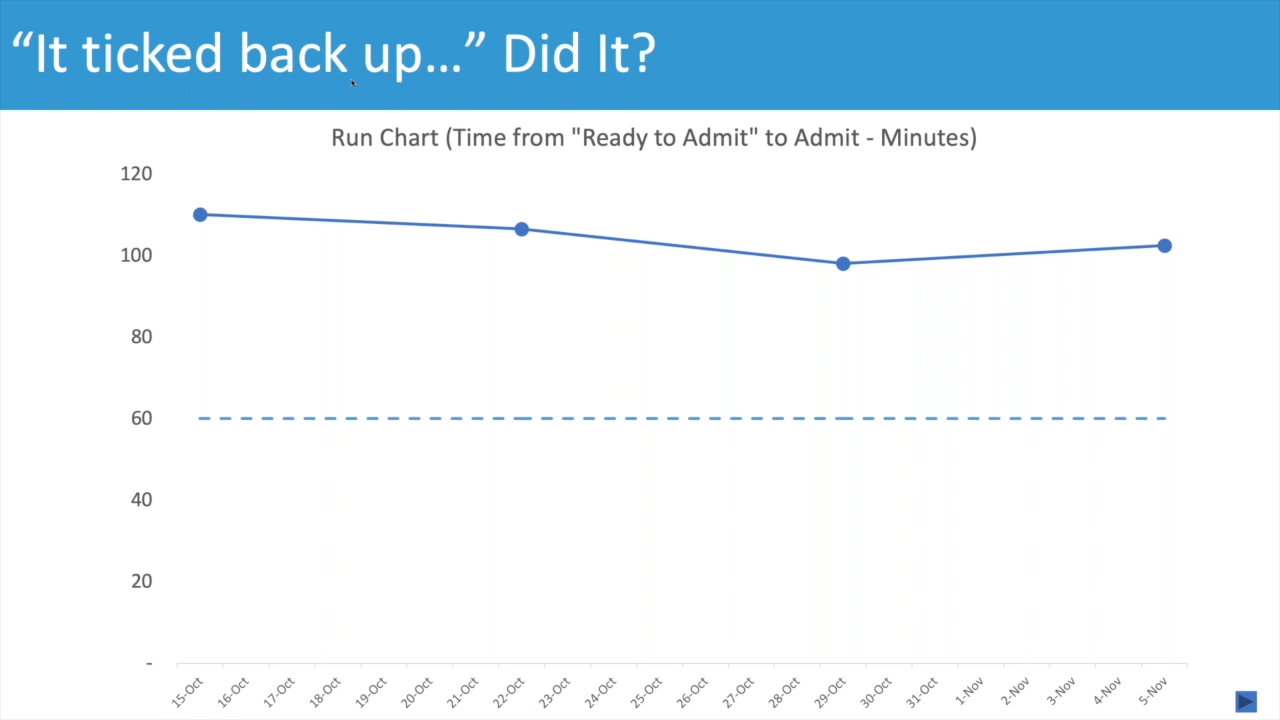 “It ticked back up…” Did It?
Run Chart (Time from "Ready to Admit" to Admit - Minutes)
120
100
80
60
40
20
-
15-Oct
16-Oct
17-Oct
18-Oct
19-Oct
20-Oct
21-Oct
22-Oct
23-Oct
24-Oct
25-Oct
26-Oct
27-Oct
28-Oct
29-Oct
30-Oct
31-Oct
1-Nov
2-Nov
3-Nov
4-Nov
5-Nov